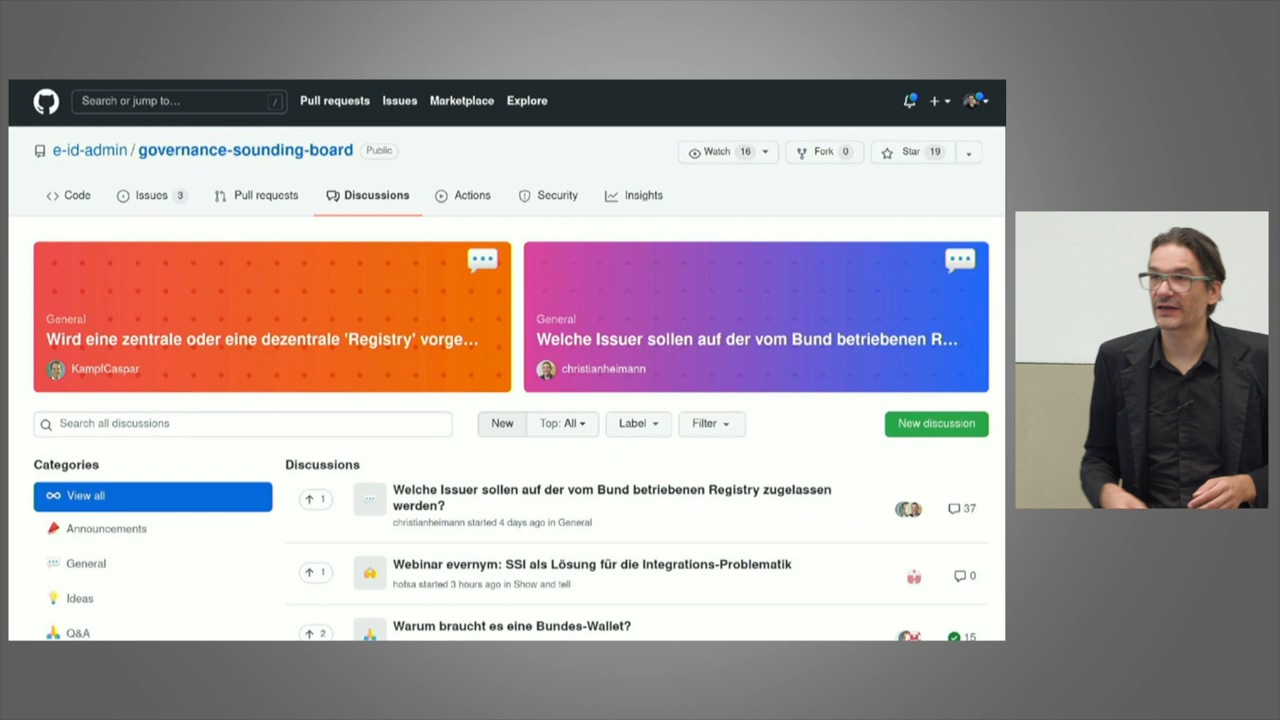 Search or jump to... /
Pull requests Issues Marketplace Explore
e-id-admin / governance-sounding-board Public
Watch 16 Fork 0 Star 19
Code Issues 3 Pull requests Discussions Actions Security Insights
General
Wird eine zentrale oder eine dezentrale 'Registry' vorge...
KampfCaspar
General
Welche Issuer sollen auf der vom Bund betriebenen R...
christianheimann
Search all discussions
New Top: All Label Filter New discussion
Categories
View all
Announcements
General
Ideas
Q&A
Discussions
1
Welche Issuer sollen auf der vom Bund betriebenen Registry zugelassen
werden?
christianheimann started 4 days ago in General
37
1
Webinar evernym: SSI als Lösung für die Integrations-Problematik
hofsa started 3 hours ago in Show and tell
0
2
Warum braucht es eine Bundes-Wallet?
15